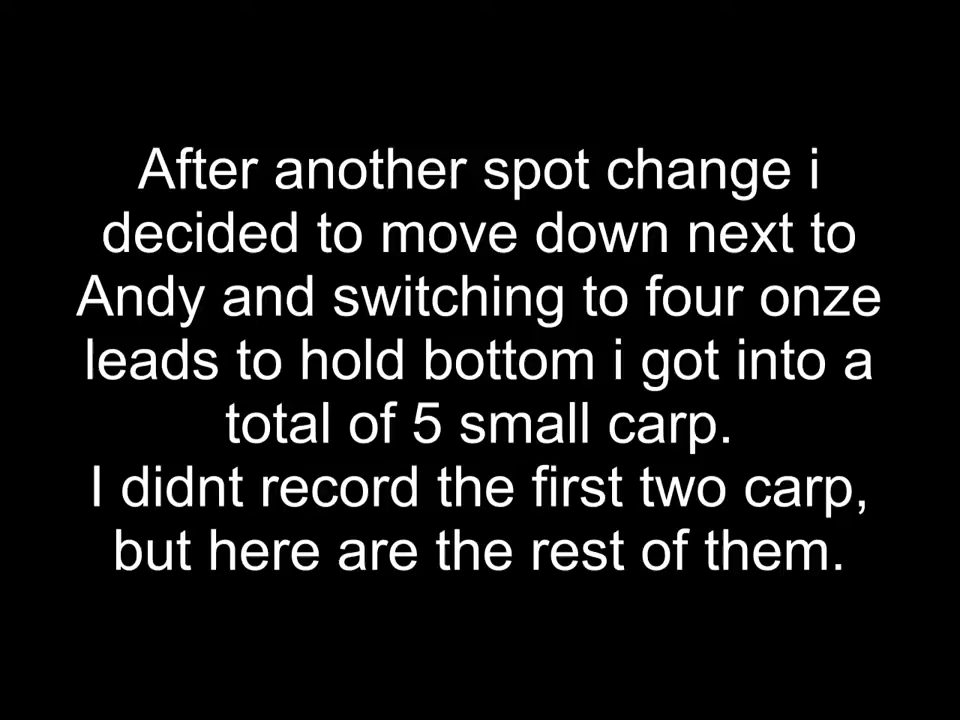 After another spot change i
decided to move down next to
Andy and switching to four onze
leads to hold bottom i got into a
total of 5 small carp.
I didnt record the first two carp,
but here are the rest of them.